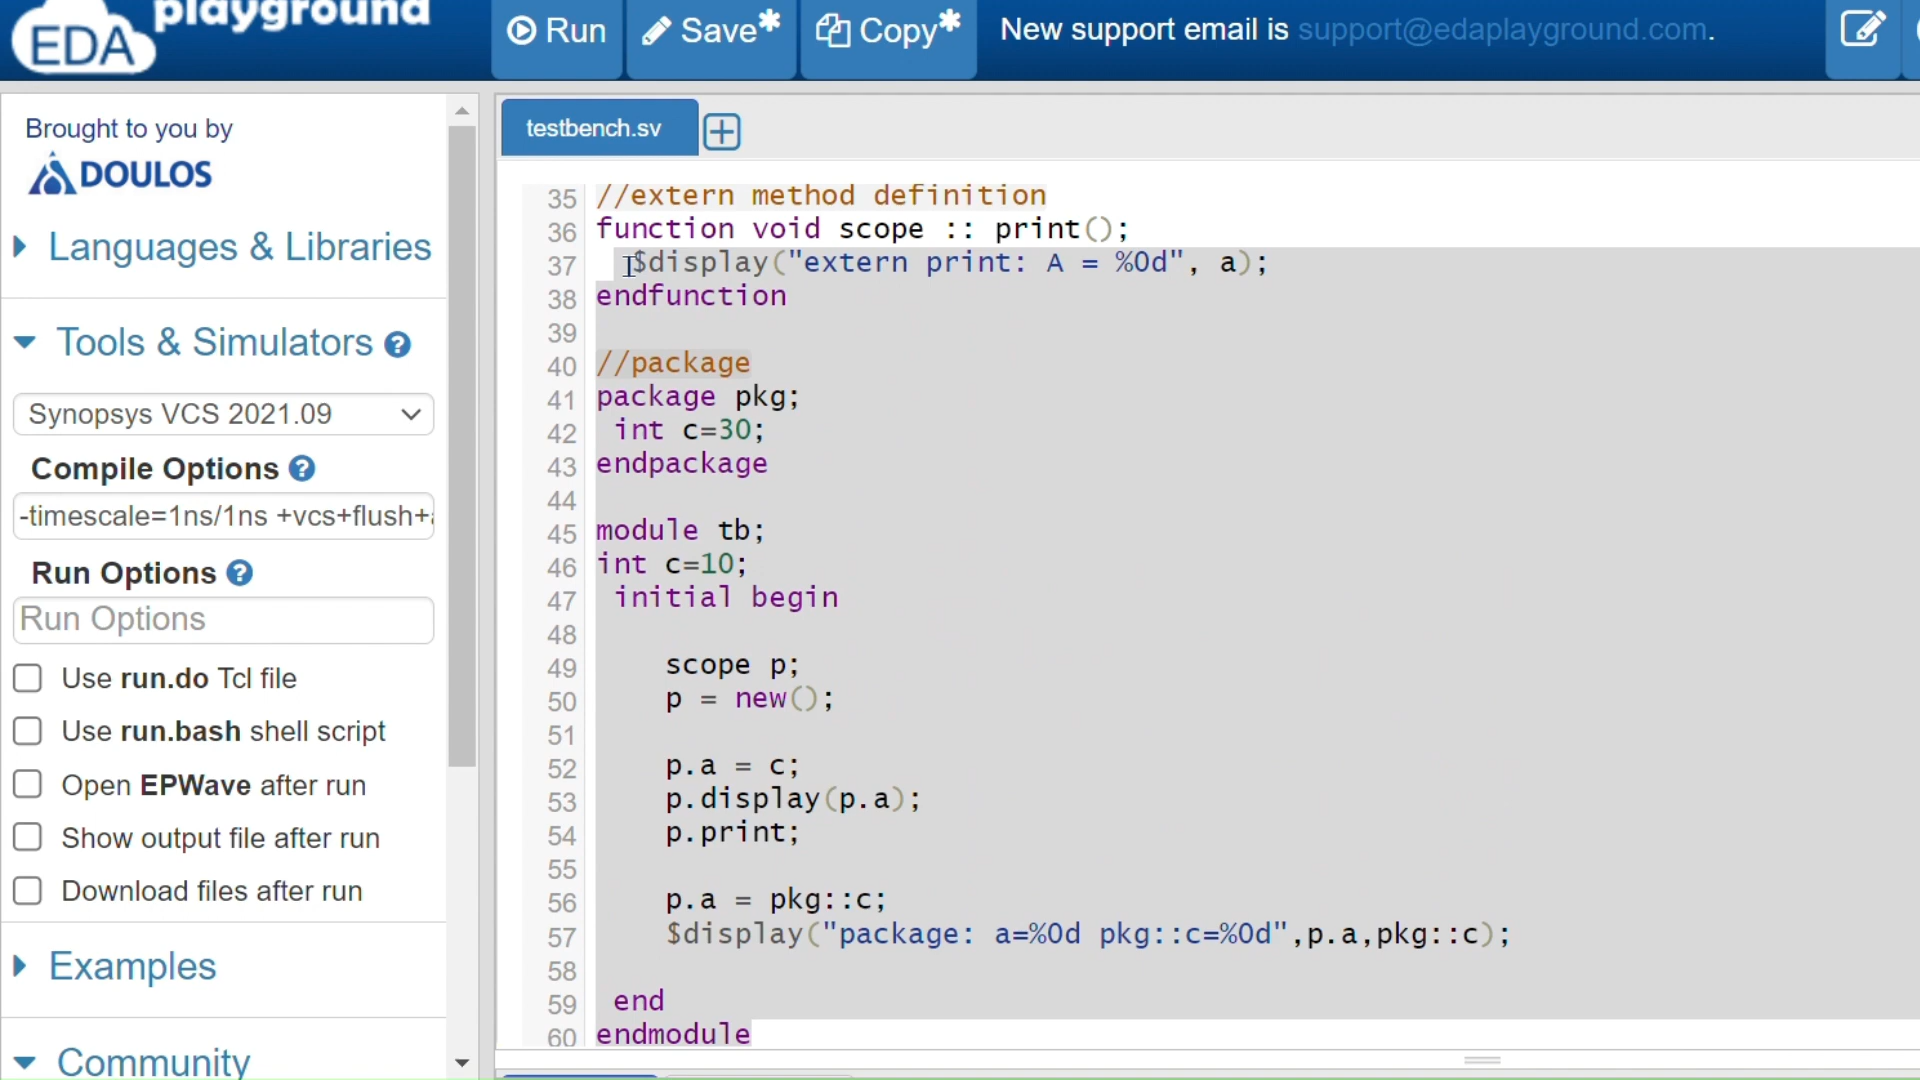 EDA playground
Run
Save*
Copy*
New support email is support@edaplayground.com.
Brought to you by
DOULOS
Languages & Libraries
Tools & Simulators ?
Synopsys VCS 2021.09
Compile Options ?
-timescale=1ns/1ns +vcs+flush+
Run Options ?
Run Options
Use run.do Tcl file
Use run.bash shell script
Open EPWave after run
Show output file after run
Download files after run
Examples
Community
testbench.sv
35 //extern method definition
36 function void scope :: print();
37 $display("extern print: A = %0d", a);
38 endfunction
39
40 //package
41 package pkg;
42 int c=30;
43 endpackage
44
45 module tb;
46 int c=10;
47 initial begin
48
49 scope p;
50 p = new();
51
52 p.a = c;
53 p.display(p.a);
54 p.print;
55
56 p.a = pkg::c;
57 $display("package: a=%0d pkg::c=%0d",p.a,pkg::c);
58
59 end
60 endmodule